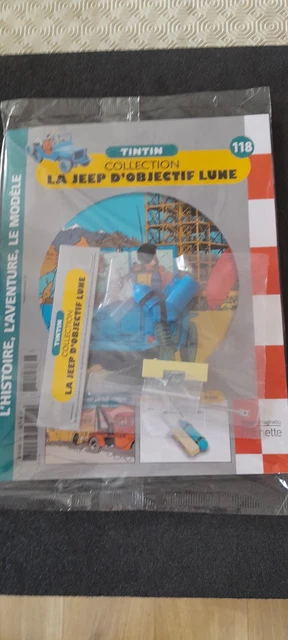 TINTIN
118
COLLECTION
LA JEEP D'OBJECTIF LUNE
L'HISTOIRE, L'AVENTURE, LE MODÈLE
TINTIN
COLLECTION
LA JEEP D'OBJECTIF LUNE